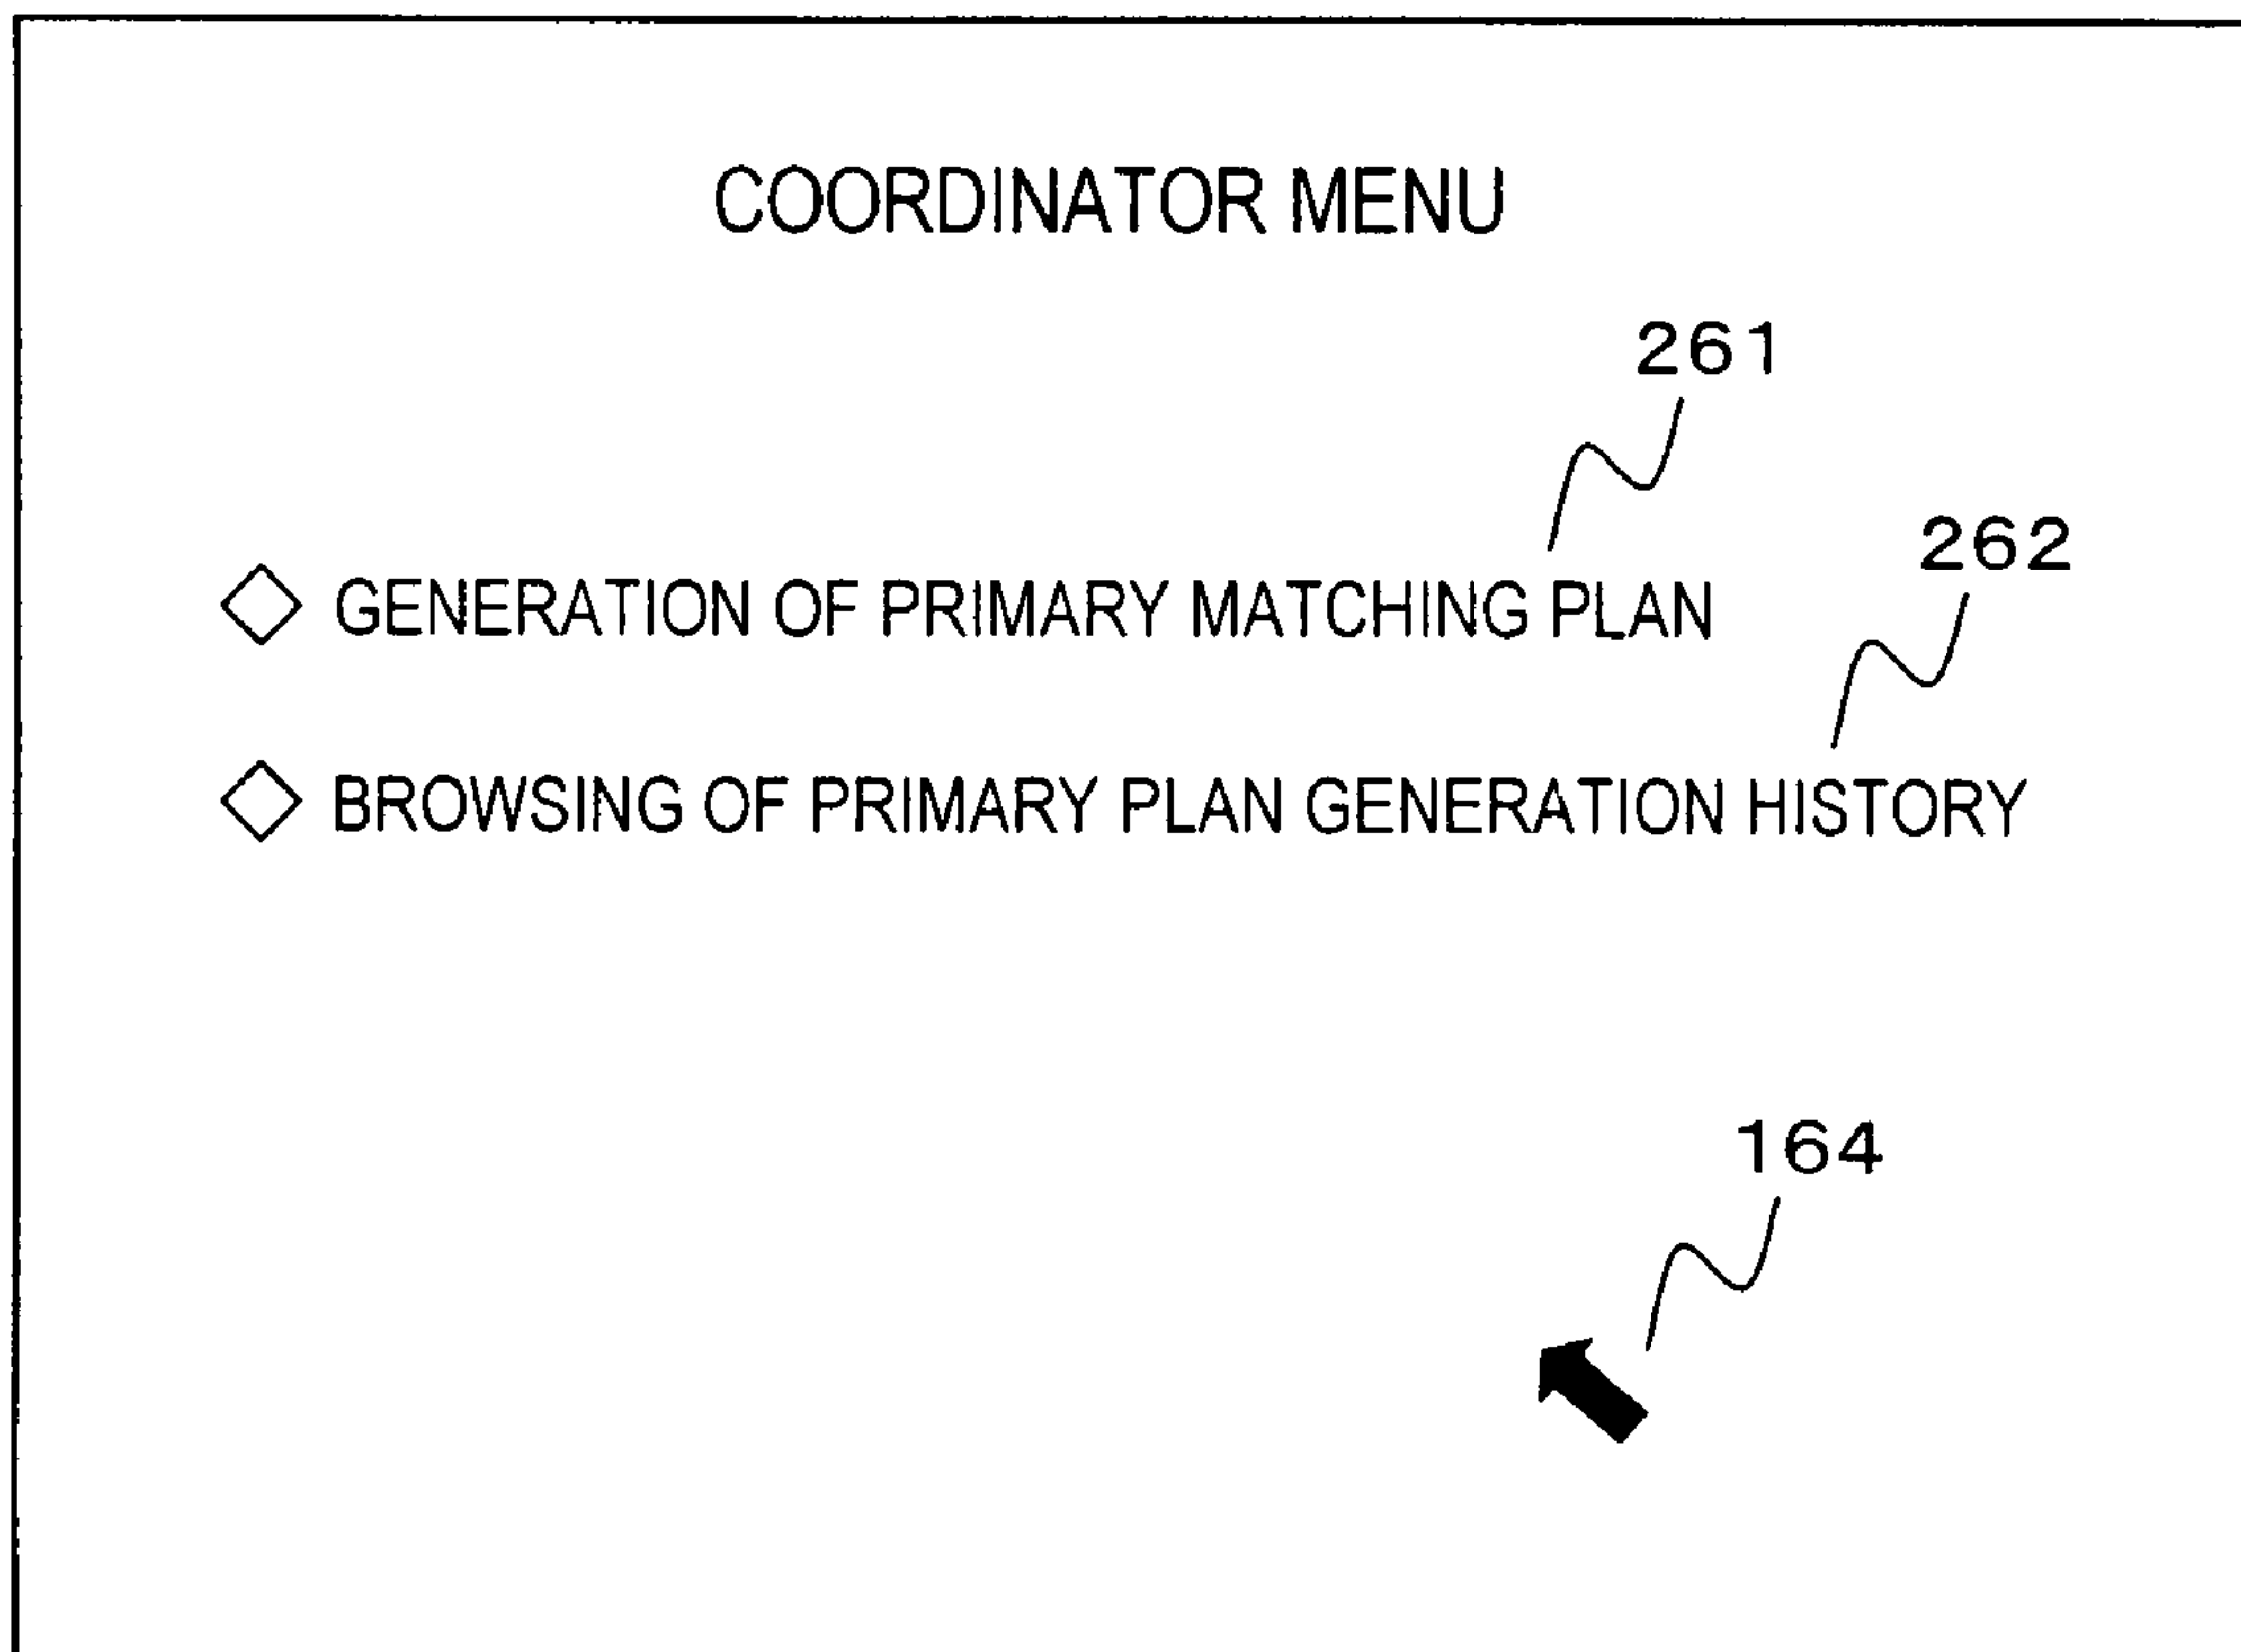 COORDINATOR MENU
261
GENERATION OF PRIMARY MATCHING PLAN
262
BROWSING OF PRIMARY PLAN GENERATION HISTORY
164